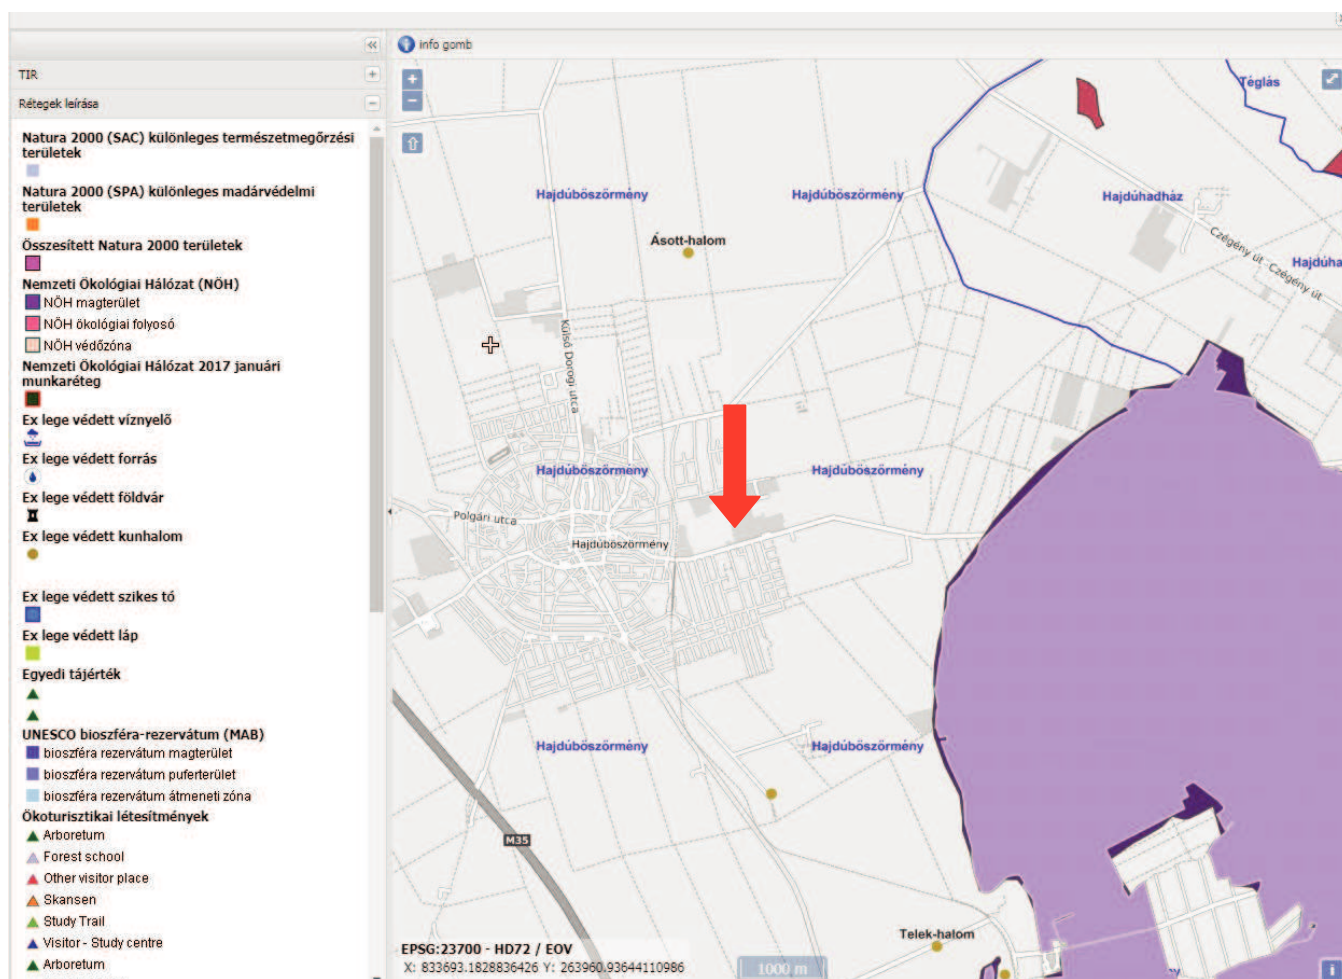 info gomb
TIR
Rétegek leírása
Natura 2000 (SAC) különleges természetmegőrzési
területek
Natura 2000 (SPA) különleges madárvédelmi
területek
Összesített Natura 2000 területek
Nemzeti Ökológiai Hálózat (NÖH)
NÖH magterület
NÖH ökológiai folyosó
NÖH védőzóna
Nemzeti Ökológiai Hálózat 2017 januári
munkaréteg
Ex lege védett víznyelő
Ex lege védett forrás
Ex lege védett földvár
Ex lege védett kunhalom
Ex lege védett szikes tó
Ex lege védett láp
Egyedi tájérték
UNESCO bioszféra-rezervátum (MAB)
bioszféra rezervátum magterület
bioszféra rezervátum pufferterület
bioszféra rezervátum átmeneti zóna
Ökoturisztikai létesítmények
Arboretum
Forest school
Other visitor place
Skansen
Study Trail
Visitor - Study centre
Arboretum
Téglás
Hajdúböszörmény
Hajdúböszörmény
Hajdúhadház
Ásott-halom
Czégény út
Czégény út
Hajdúha
Külső Dorogi utca
Hajdúböszörmény
Hajdúböszörmény
Polgári utca
Hajdúböszörmény
Hajdúböszörmény
Hajdúböszörmény
M35
Telek-halom
EPSG:23700 - HD72 / EOV
X: 833693.1828836426 Y: 263960.93644110986
1000 m